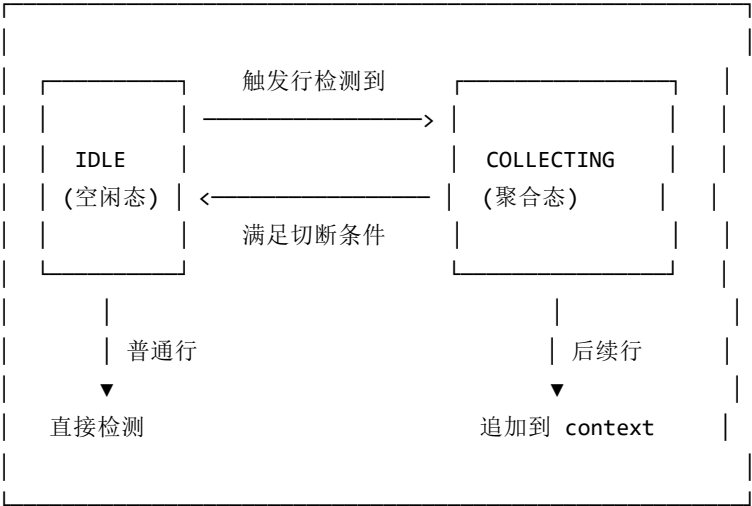 触发行检测到
IDLE COLLECTING
(空闲态) (聚合态)
满足切断条件
普通行 后续行
直接检测 追加到 context